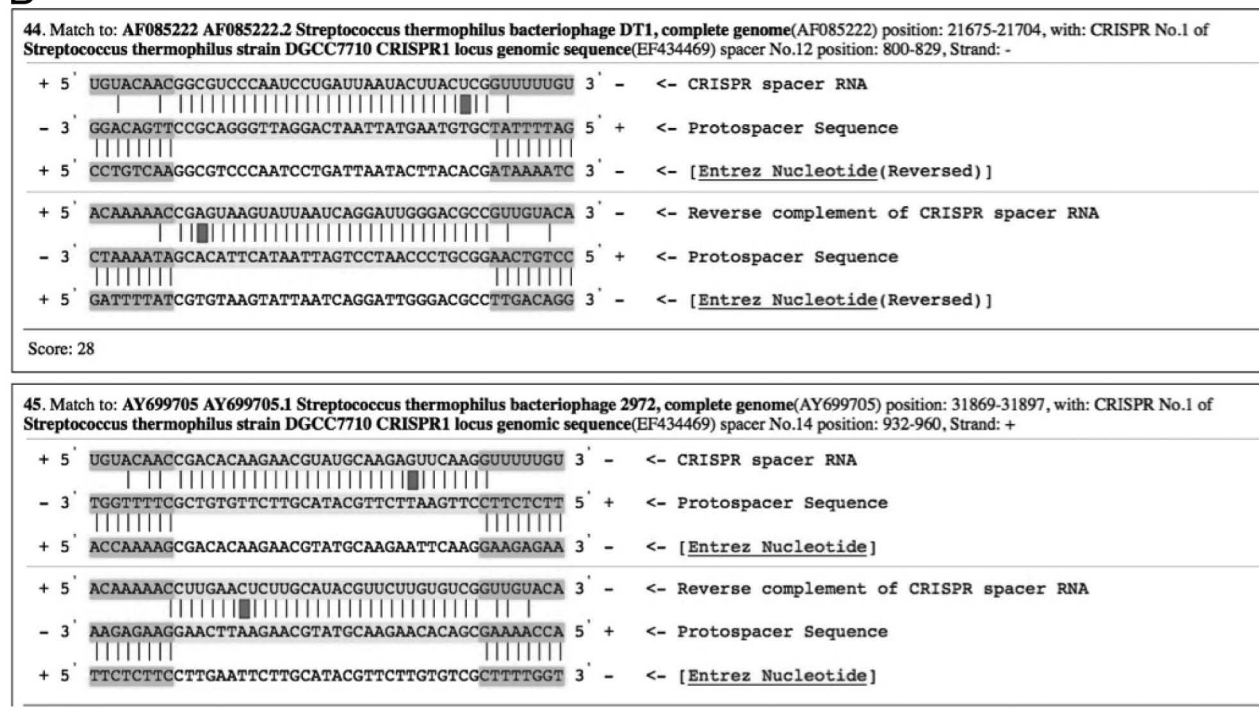 44. Match to: AF085222 AF085222.2 Streptococcus thermophilus bacteriophage DT1, complete genome(AF085222) position: 21675-21704, with: CRISPR No.1 of
Streptococcus thermophilus strain DGCC7710 CRISPR1 locus genomic sequence(EF434469) spacer No.12 position: 800-829, Strand: -
+ 5' UGUACAACGGCGUCCCAAUCCUGAUUAAUACUUACUCGGUUUUUGU 3' - <- CRISPR spacer RNA
- 3' GGACAGTTCCGCAGGGTTAGGACTAATTATGAATGTGCTATTTTAG 5' + <- Protospacer Sequence
+ 5' CCTGTCAAGGCGTCCCAATCCTGATTAATACTTACACGATAAAATC 3' - <- [Entrez Nucleotide(Reversed)]
+ 5' ACAAAAACCGAGUAAGUAUUAAUCAGGAUUGGGACGCCGUUGUACA 3' - <- Reverse complement of CRISPR spacer RNA
- 3' CTAAAATAGCACATTCATAATTAGTCCTAACCCTGCGGAACTGTCC 5' + <- Protospacer Sequence
+ 5' GATTTTATCGTGTAAGTATTAATCAGGATTGGGACGCCTTGACAGG 3' - <- [Entrez Nucleotide(Reversed)]
Score: 28
45. Match to: AY699705 AY699705.1 Streptococcus thermophilus bacteriophage 2972, complete genome(AY699705) position: 31869-31897, with: CRISPR No.1 of
Streptococcus thermophilus strain DGCC7710 CRISPR1 locus genomic sequence(EF434469) spacer No.14 position: 932-960, Strand: +
+ 5' UGUACAACCGACACAAGAACGUAUGCAAGAGUUCAAGGUUUUUGU 3' - <- CRISPR spacer RNA
- 3' TGGTTTTCGCTGTGTTCTTGCATACGTTCTTAAGTTCCTTCTCTT 5' + <- Protospacer Sequence
+ 5' ACCAAAAGCGACACAAGAACGTATGCAAGAATTCAAGGAAGAGAA 3' - <- [Entrez Nucleotide]
+ 5' ACAAAAACCUUGAACUCUUGCAUACGUUCUUGUGUCGGUUGUACA 3' - <- Reverse complement of CRISPR spacer RNA
- 3' AAGAGAAGGAACTTAAGAACGTATGCAAGAACACAGCGAAAACCA 5' + <- Protospacer Sequence
+ 5' TTCTCTTCCTTGAATTCTTGCATACGTTCTTGTGTCGCTTTTGGT 3' - <- [Entrez Nucleotide]